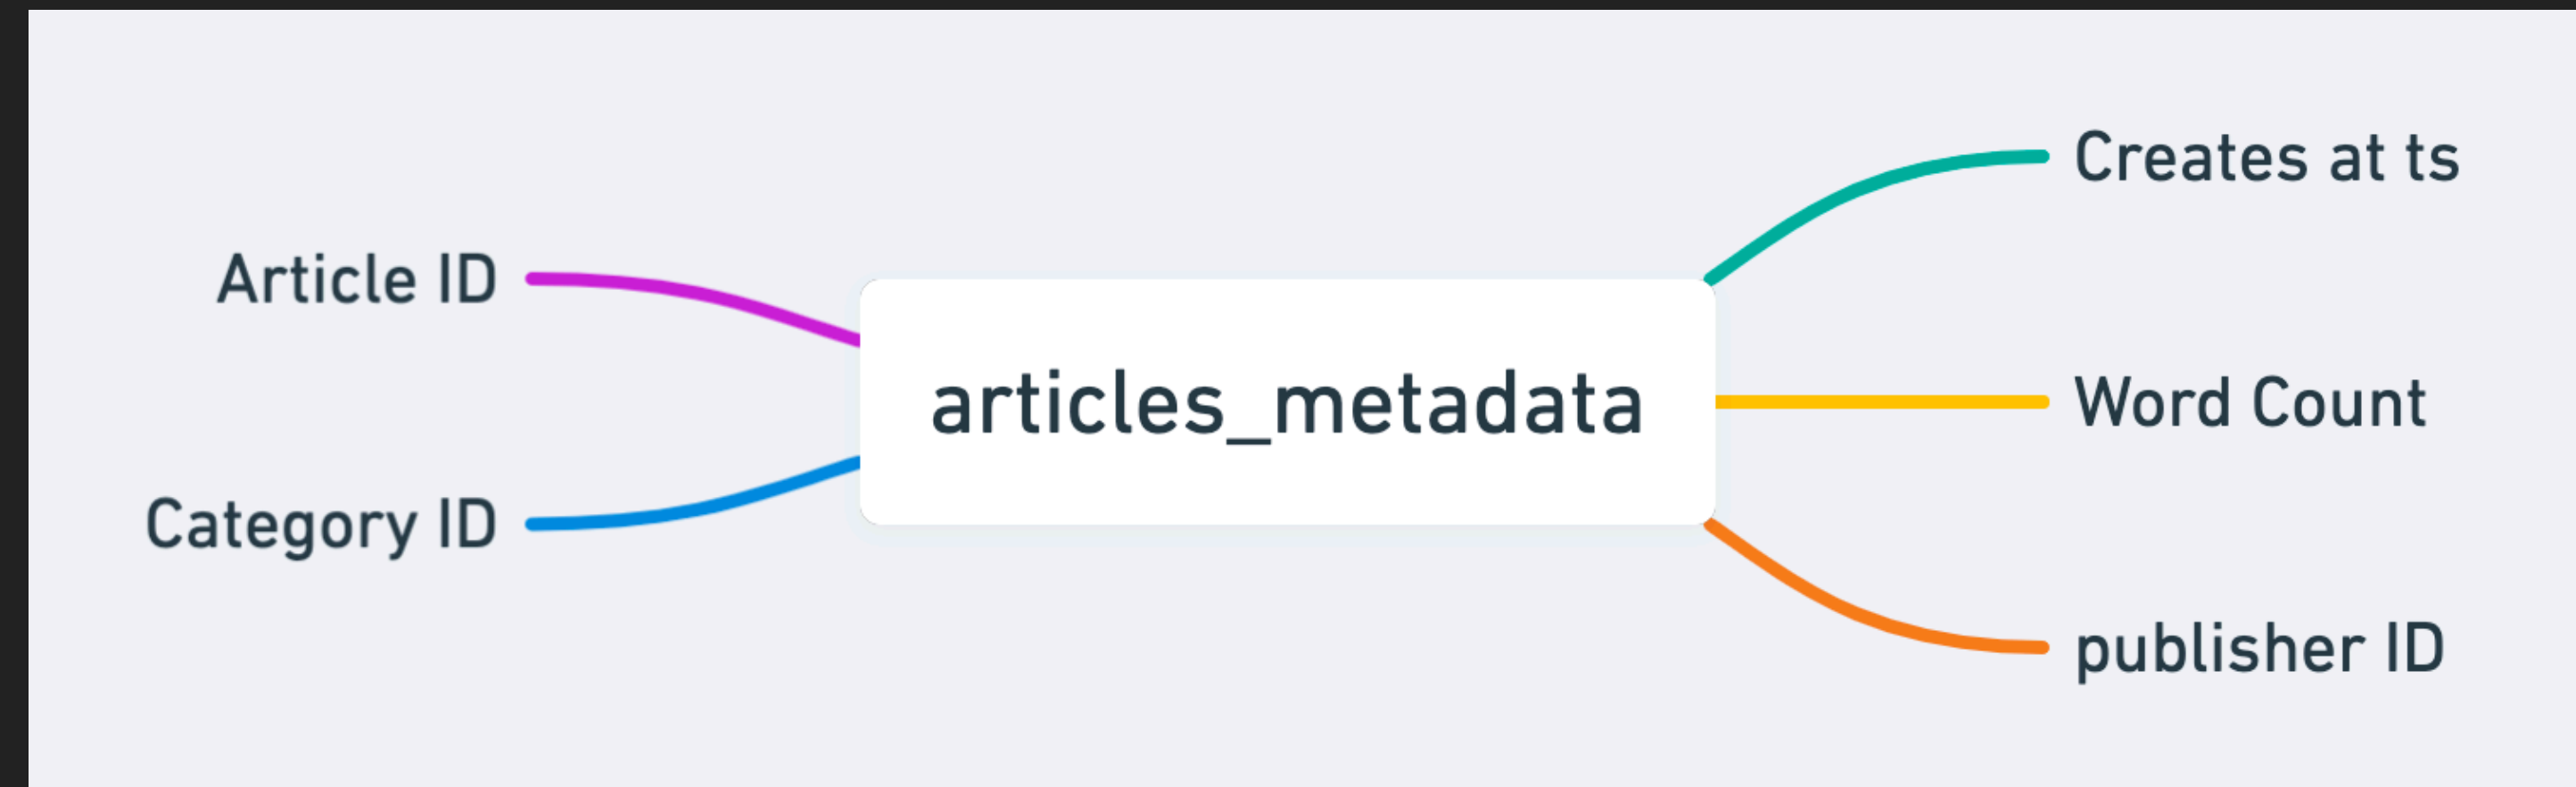 Article ID
Category ID
articles_metadata
Creates at ts
Word Count
publisher ID